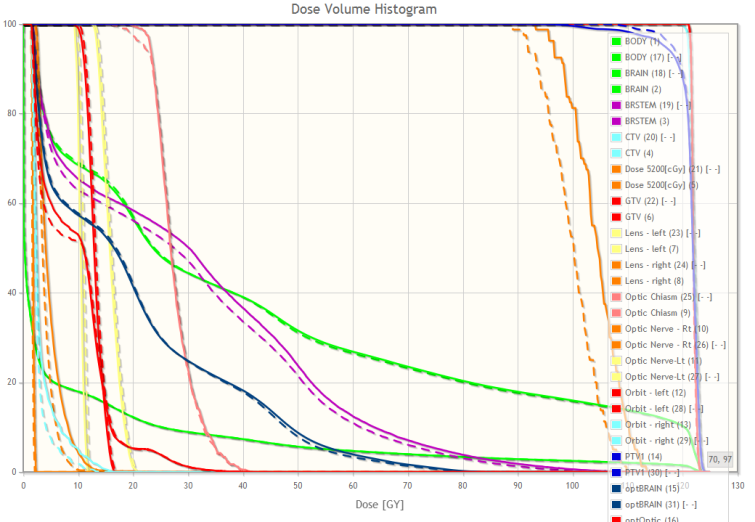 Dose Volume Histogram
100
80
60
40
20
0
0
10
20
30
40
50
60
70
80
90
100
110
120
130
Dose [GY]
BODY (1)
BODY (17) [- -]
BRAIN (18) [- -]
BRAIN (2)
BRSTEM (19) [- -]
BRSTEM (3)
CTV (20) [- -]
CTV (4)
Dose 5200[cGy] (21) [- -]
Dose 5200[cGy] (5)
GTV (22) [- -]
GTV (6)
Lens - left (23) [- -]
Lens - left (7)
Lens - right (24) [- -]
Lens - right (8)
Optic Chiasm (25) [- -]
Optic Chiasm (9)
Optic Nerve - Rt (10)
Optic Nerve - Rt (26) [- -]
Optic Nerve-Lt (11)
Optic Nerve-Lt (27) [- -]
Orbit - left (12)
Orbit - left (28) [- -]
Orbit - right (13)
Orbit - right (29) [- -]
PTV1 (14)
PTV1 (30) [- -]
optBRAIN (15)
optBRAIN (31) [- -]
optOptic (16)
70, 97